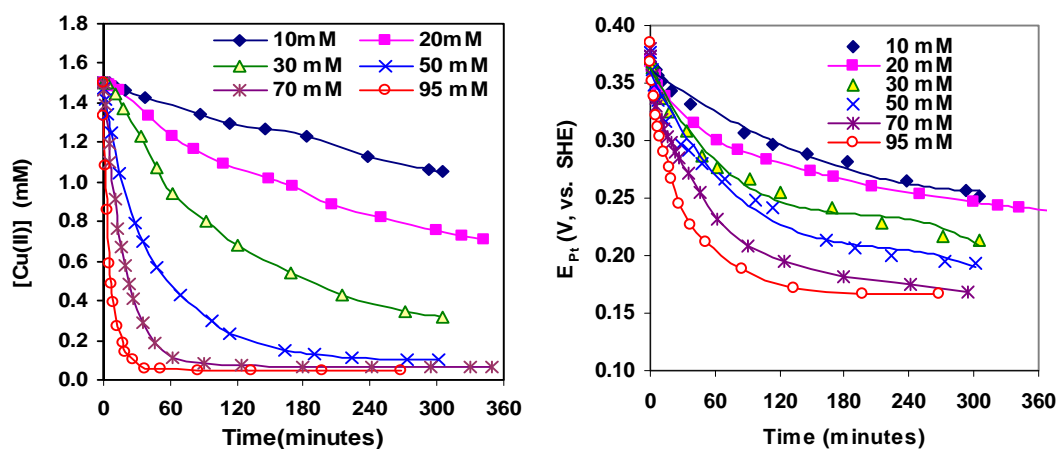 1.8
1.6
1.4
1.2
1.0
0.8
0.6
0.4
0.2
0.0
[Cu(II)] (mM)
10mM 20mM
30 mM 50 mM
70 mM 95 mM
0 60 120 180 240 300 360
Time(minutes)
0.40
0.35
0.30
0.25
0.20
0.15
0.10
EPt (V, vs. SHE)
10 mM
20 mM
30 mM
50 mM
70 mM
95 mM
0 60 120 180 240 300 360
Time (minutes)